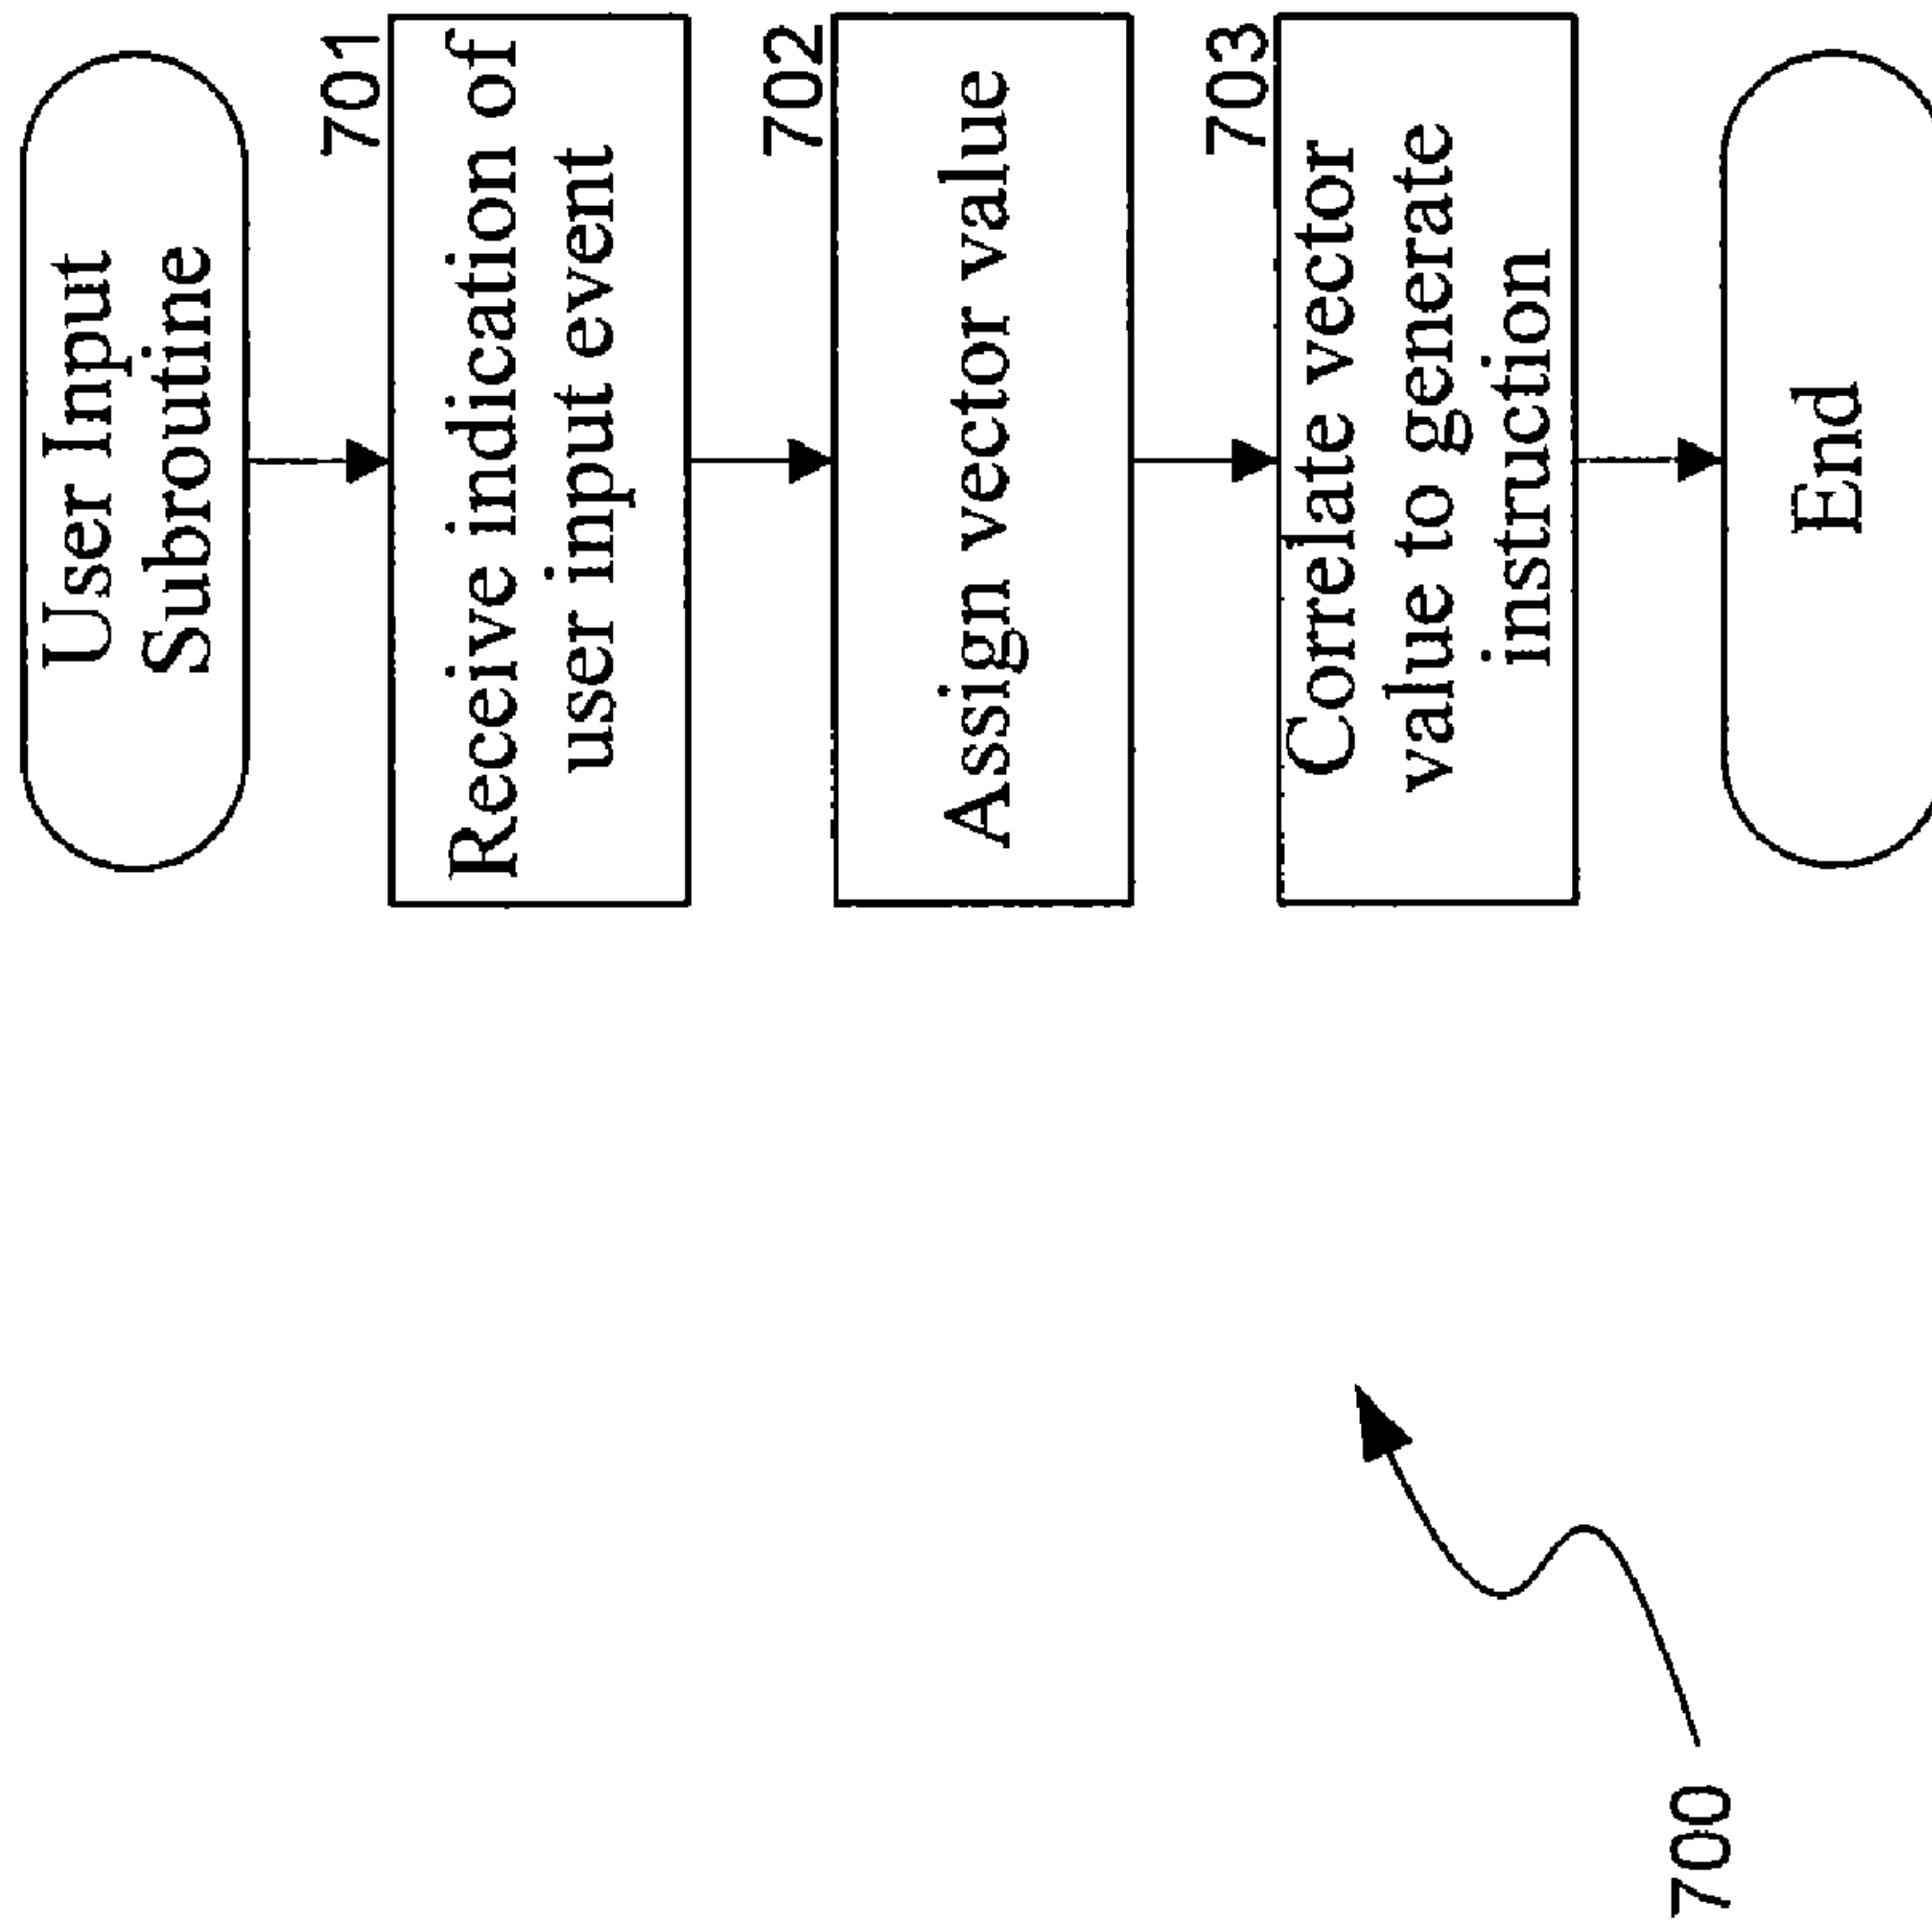 User Input
Subroutine
701
Receive indication of
user input event
702
Assign vector value
703
Correlate vector
value to generate
instruction
End
700